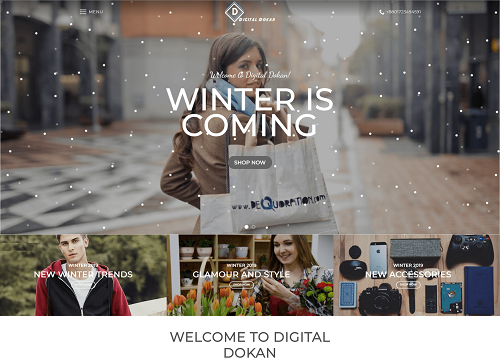 MENU
D
DIGITAL DOKAN
Welcome to Digital Dokan!
WINTER IS
COMING
SHOP NOW
www.DEQUORATION.com
WINTER 2019
NEW WINTER TRENDS
WINTER 2019
GLAMOUR AND STYLE
SHOP NOW
WINTER 2019
NEW ACCESSORIES
SHOP NOW
WELCOME TO DIGITAL
DOKAN